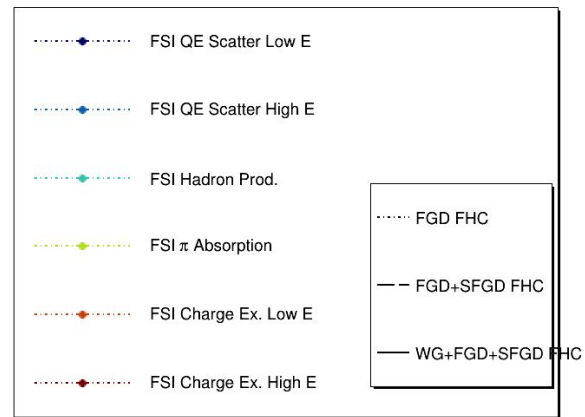 FSI QE Scatter Low E
FSI QE Scatter High E
FSI Hadron Prod.
FSI π Absorption
FSI Charge Ex. Low E
FSI Charge Ex. High E
FGD FHC
FGD+SFGD FHC
WG+FGD+SFGD FHC